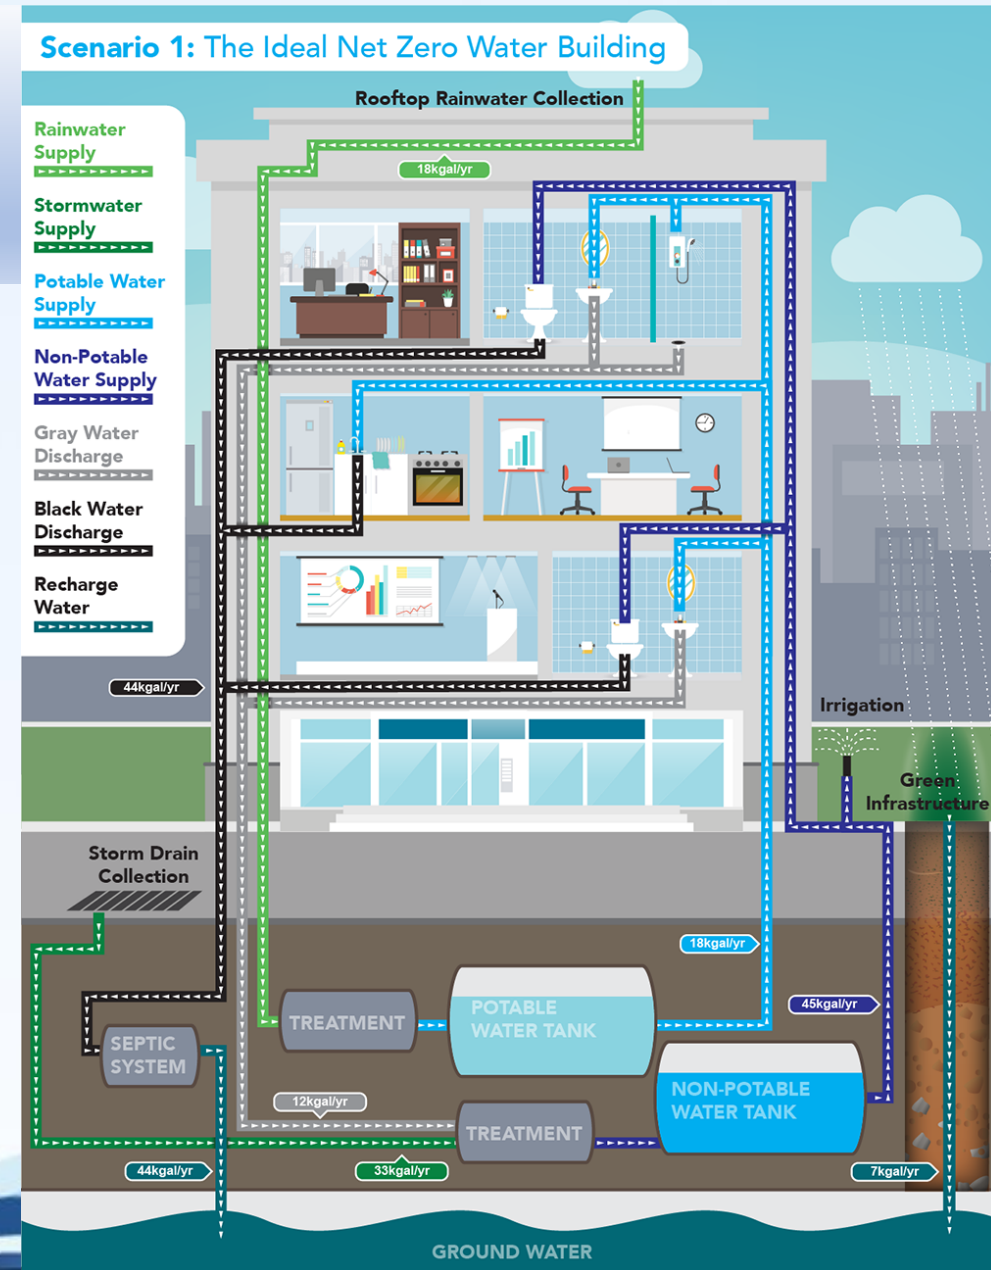 Scenario 1: The Ideal Net Zero Water Building
Rooftop Rainwater Collection
18kgal/yr
Rainwater
Supply
Stormwater
Supply
Potable Water
Supply
Non-Potable
Water Supply
Gray Water
Discharge
Black Water
Discharge
Recharge
Water
44kgal/yr
Irrigation
Green
Infrastructure
Storm Drain
Collection
18kgal/yr
45kgal/yr
TREATMENT
POTABLE
WATER TANK
SEPTIC
SYSTEM
NON-POTABLE
WATER TANK
12kgal/yr
TREATMENT
44kgal/yr
33kgal/yr
7kgal/yr
GROUND WATER